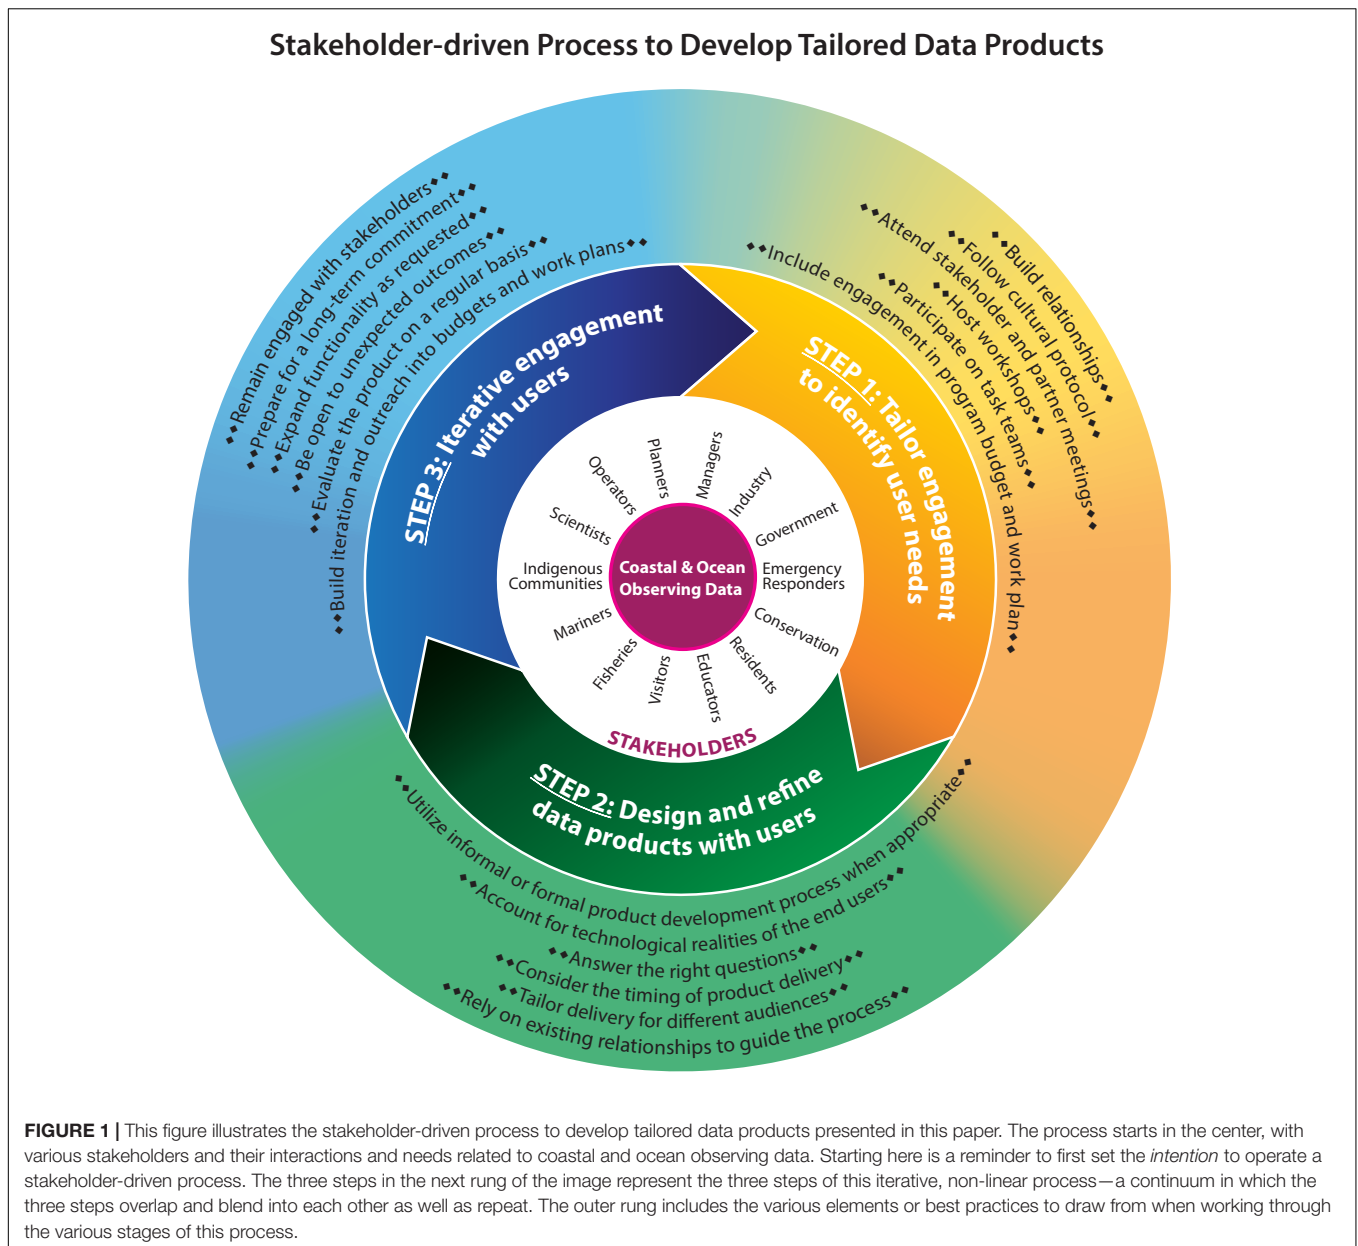 Stakeholder-driven Process to Develop Tailored Data Products
Build relationships
Follow cultural protocol
Attend stakeholder and partner meetings
Host workshops
Participate on task teams
Include engagement in program budget and work plan
STEP 1: Tailor engagement
to identify user needs
Utilize informal or formal product development process when appropriate
Account for technological realities of the end users
Answer the right questions
Consider the timing of product delivery
Tailor delivery for different audiences
Rely on existing relationships to guide the process
STEP 2: Design and refine
data products with users
Remain engaged with stakeholders
Prepare for a long-term commitment
Expand functionality as requested
Be open to unexpected outcomes
Evaluate the product on a regular basis
Build iteration and outreach into budgets and work plans
STEP 3: Iterative engagement
with users
Coastal & Ocean
Observing Data
Managers
Industry
Government
Emergency
Responders
Conservation
Residents
Educators
Visitors
Fisheries
Mariners
Indigenous
Communities
Scientists
Operators
Planners
STAKEHOLDERS
FIGURE 1 | This figure illustrates the stakeholder-driven process to develop tailored data products presented in this paper. The process starts in the center, with
various stakeholders and their interactions and needs related to coastal and ocean observing data. Starting here is a reminder to first set the intention to operate a
stakeholder-driven process. The three steps in the next rung of the image represent the three steps of this iterative, non-linear process—a continuum in which the
three steps overlap and blend into each other as well as repeat. The outer rung includes the various elements or best practices to draw from when working through
the various stages of this process.